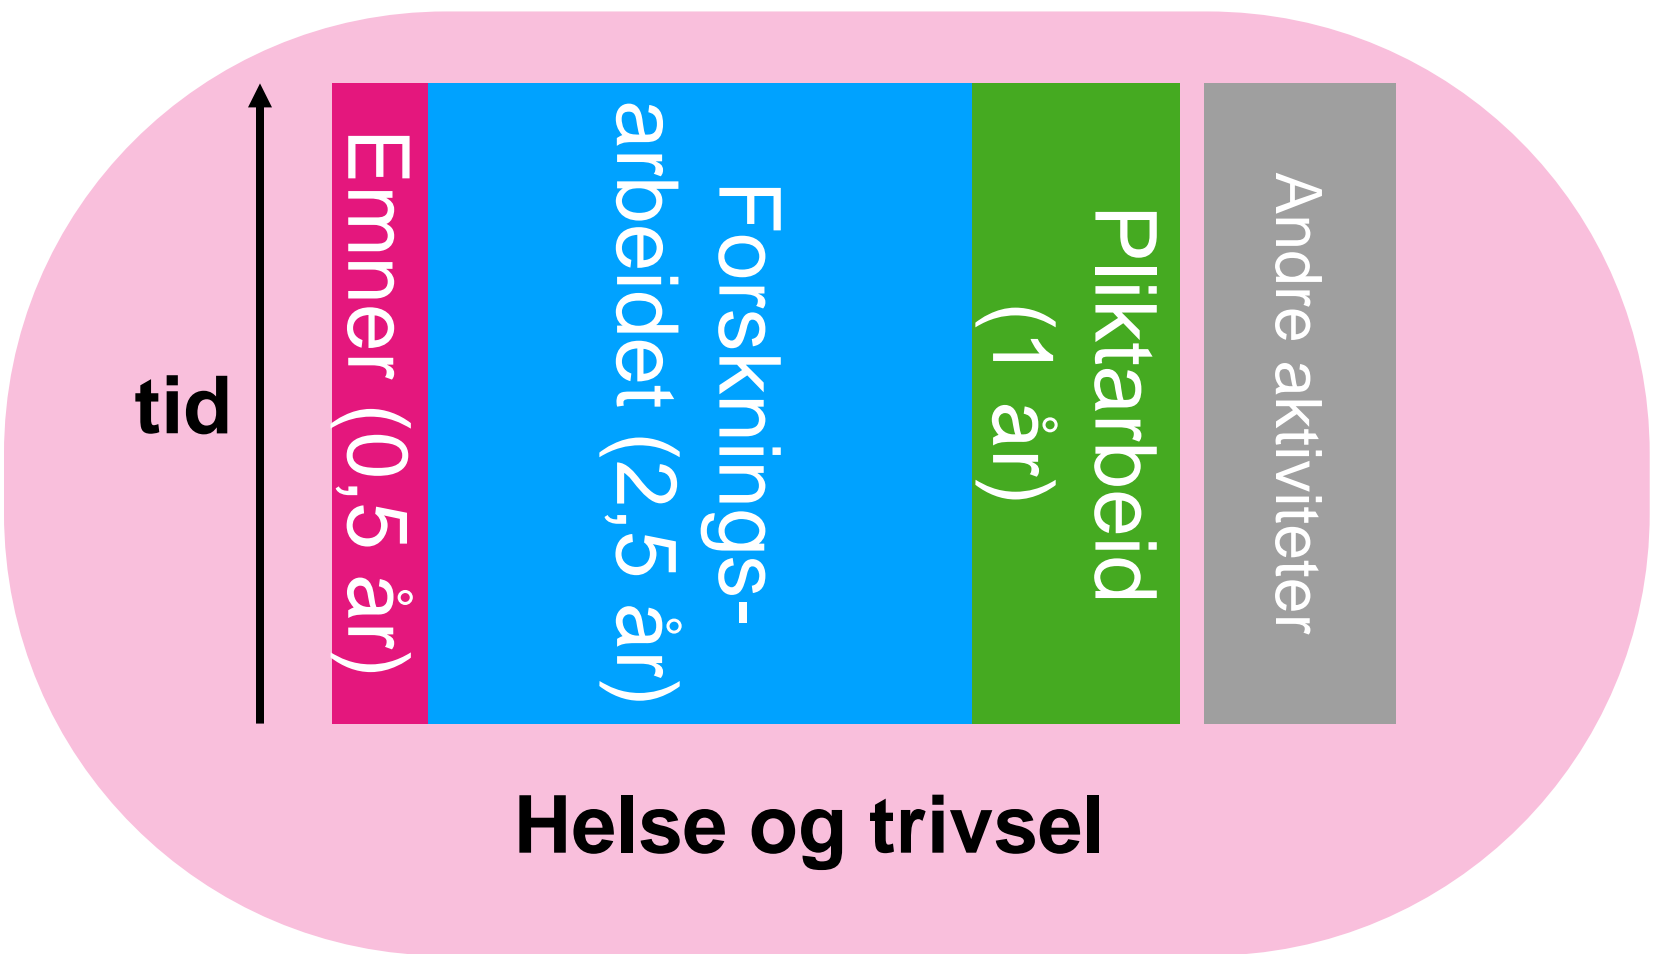 tid
Emner (0,5 år)
Forsknings-
arbeidet (2,5 år)
Pliktarbeid
(1 år)
Andre aktiviteter
Helse og trivsel